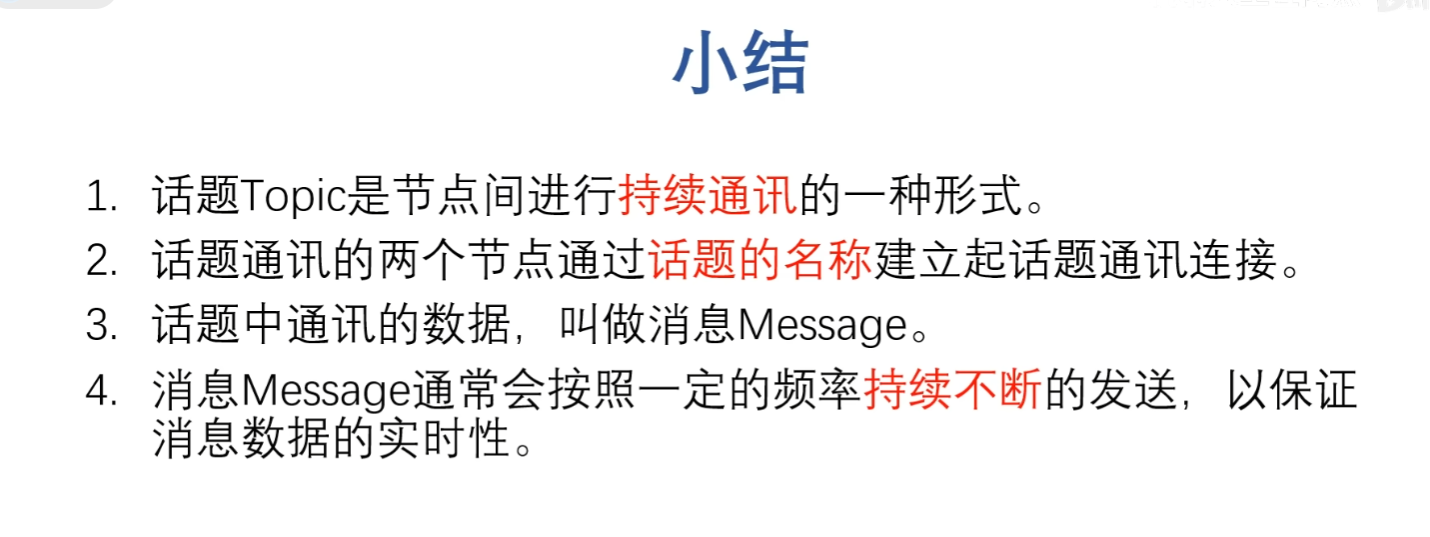 小结
1. 话题Topic是节点间进行持续通讯的一种形式。
2. 话题通讯的两个节点通过话题的名称建立起话题通讯连接。
3. 话题中通讯的数据，叫做消息Message。
4. 消息Message通常会按照一定的频率持续不断的发送，以保证
消息数据的实时性。